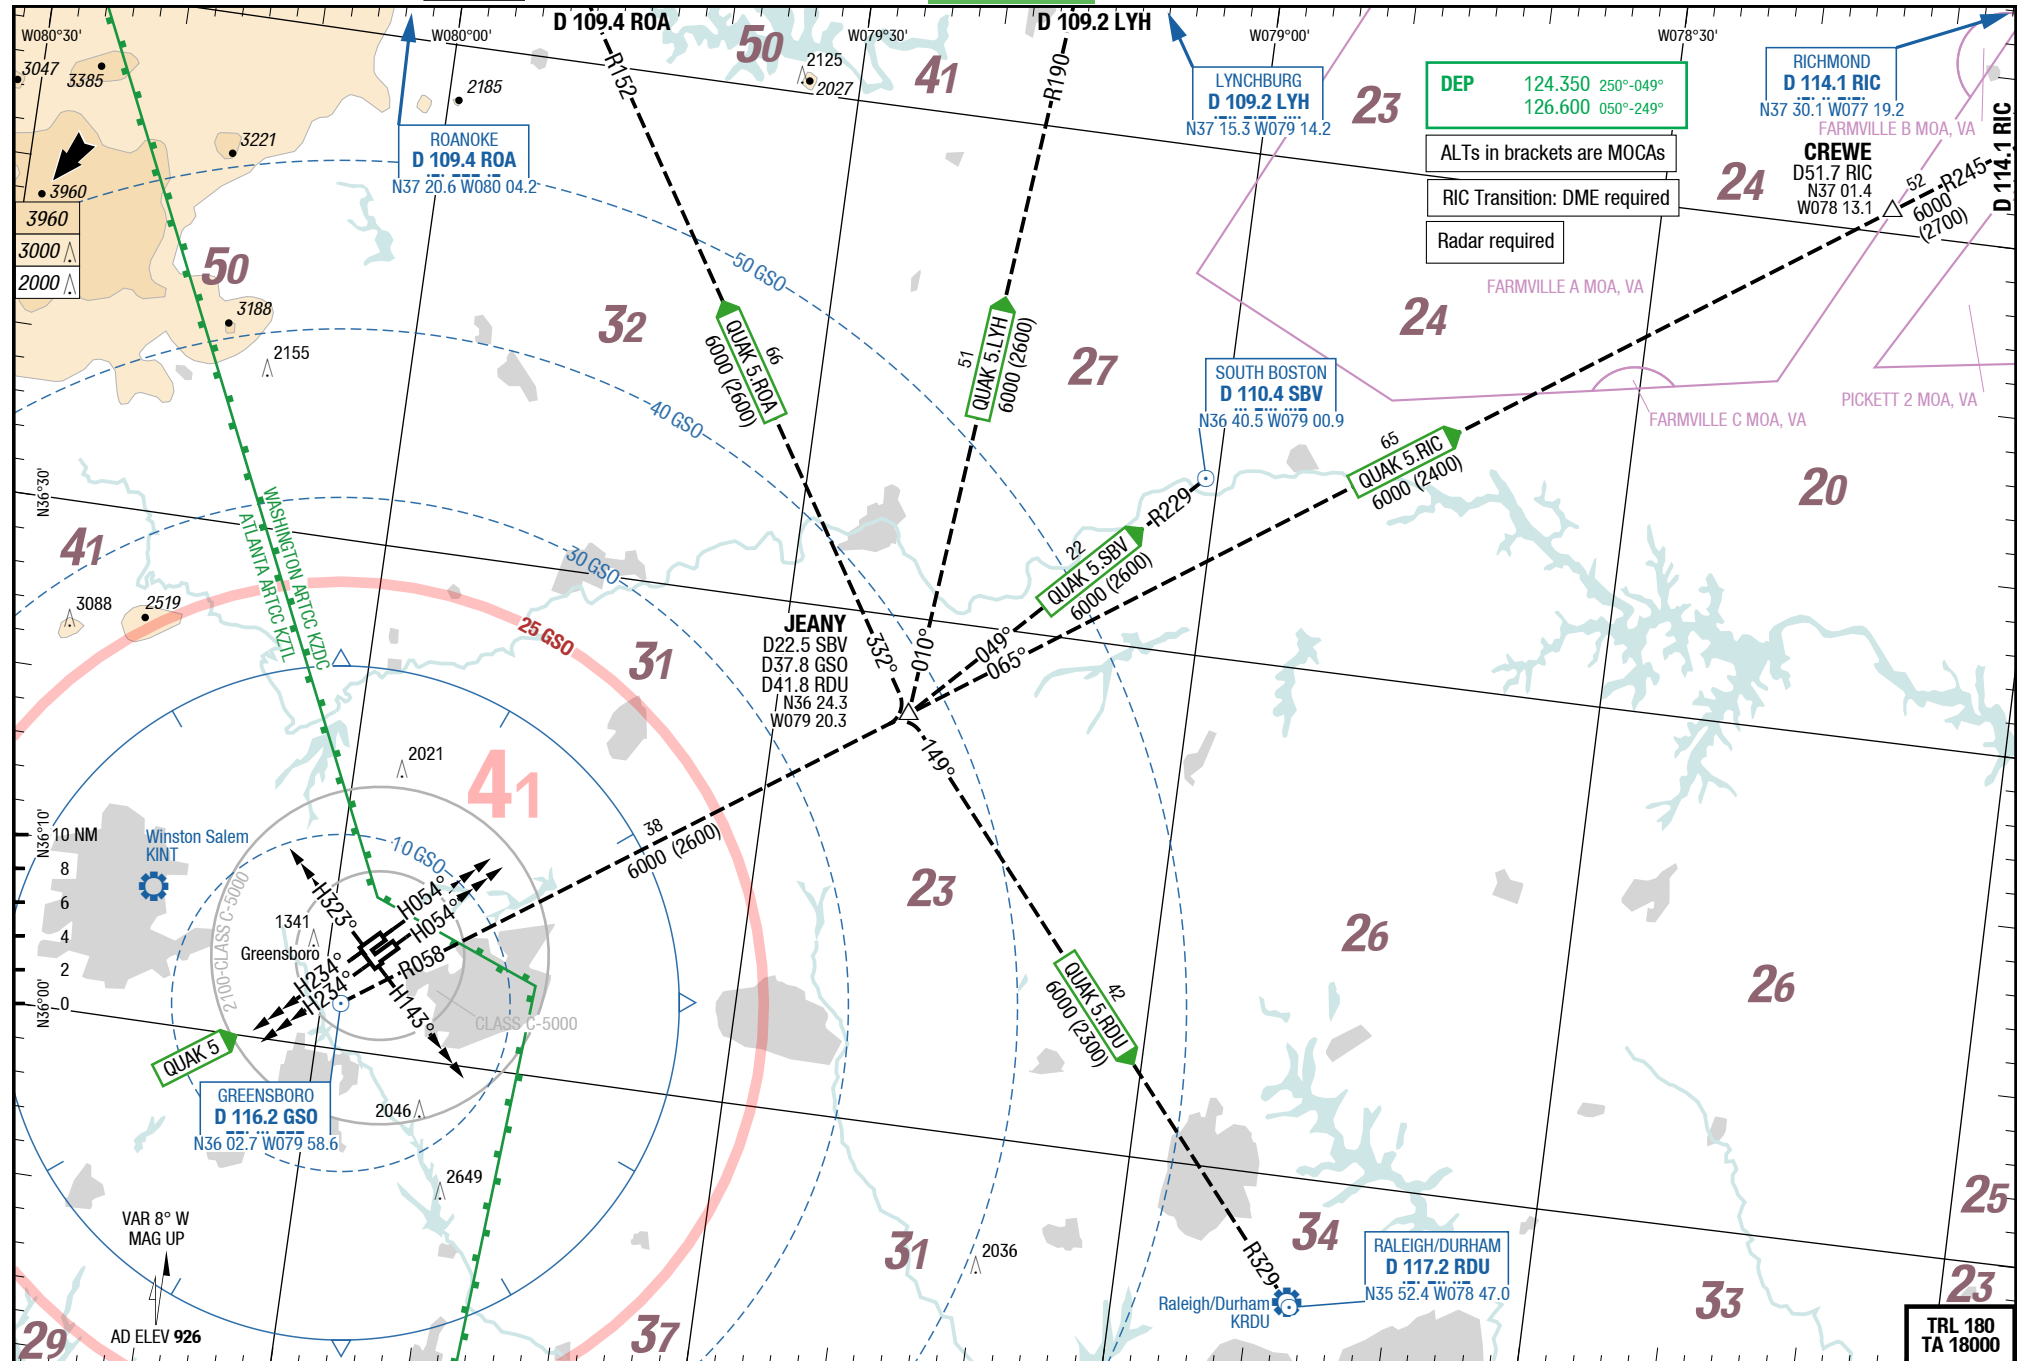 D 109.4 ROA
D 109.2 LYH
W080°30'
W080°00'
W079°30'
W079°00'
W078°30'
3047
3385
2185
50
2125
2027
41
R152
R190
LYNCHBURG
D 109.2 LYH
N37 15.3 W079 14.2
23
DEP 124.350 250°-049°
126.600 050°-249°
ALTs in brackets are MOCAs
RIC Transition: DME required
Radar required
RICHMOND
D 114.1 RIC
N37 30.1 W077 19.2
FARMVILLE B MOA, VA
CREWE
D51.7 RIC
N37 01.4
W078 13.1
24
52
R245
6000
(2700)
D 114.1 RIC
ROANOKE
D 109.4 ROA
N37 20.6 W080 04.2
3221
3960
3960
3000
2000
50
3188
2155
32
50 GSO
QUAK 5.ROA
66
6000 (2600)
51
QUAK 5.LYH
6000 (2600)
27
FARMVILLE A MOA, VA
24
SOUTH BOSTON
D 110.4 SBV
N36 40.5 W079 00.9
FARMVILLE C MOA, VA
PICKETT 2 MOA, VA
40 GSO
65
QUAK 5.RIC
6000 (2400)
20
N36°30'
WASHINGTON ARTCC KZDC
ATLANTA ARTCC KZTL
41
30 GSO
R229
22
QUAK 5.SBV
6000 (2600)
3088
2519
25 GSO
31
JEANY
D22.5 SBV
D37.8 GSO
D41.8 RDU
N36 24.3
W079 20.3
332°
010°
049°
065°
149°
2021
41
38
6000 (2600)
N36°10'
10 NM
8
6
4
2
0
N36°00'
Winston Salem
KINT
10 GSO
2100-CLASS C-5000
H323°
H054°
H054°
1341
Greensboro
R058
H234°
H234°
H143°
CLASS C-5000
QUAK 5
GREENSBORO
D 116.2 GSO
N36 02.7 W079 58.6
2046
2649
23
26
26
42
QUAK 5.RDU
6000 (2300)
VAR 8° W
MAG UP
AD ELEV 926
29
37
31
2036
R329
34
RALEIGH/DURHAM
D 117.2 RDU
N35 52.4 W078 47.0
Raleigh/Durham
KRDU
25
33
23
TRL 180
TA 18000